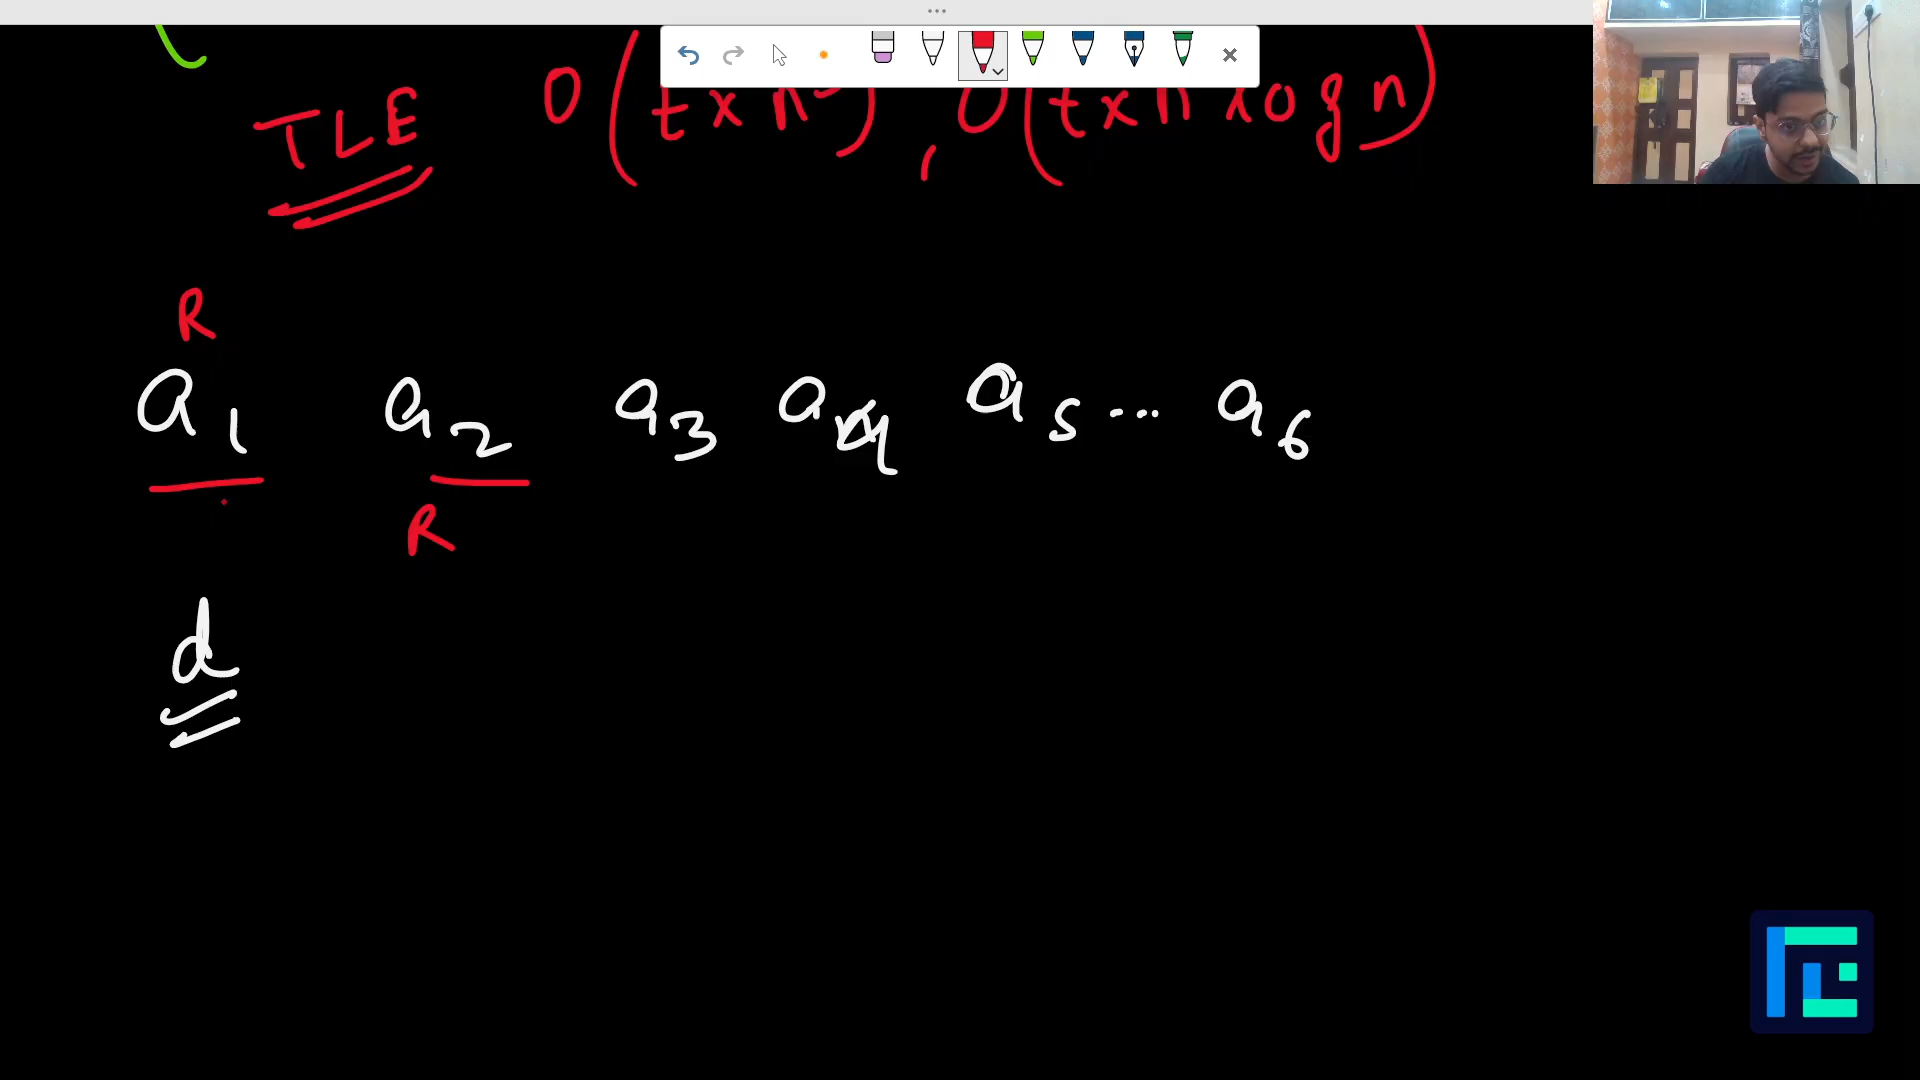 TLE O(t x n²), O(t x n x log n)
R
a1 a2 a3 a4 a5 ... a6
R
d